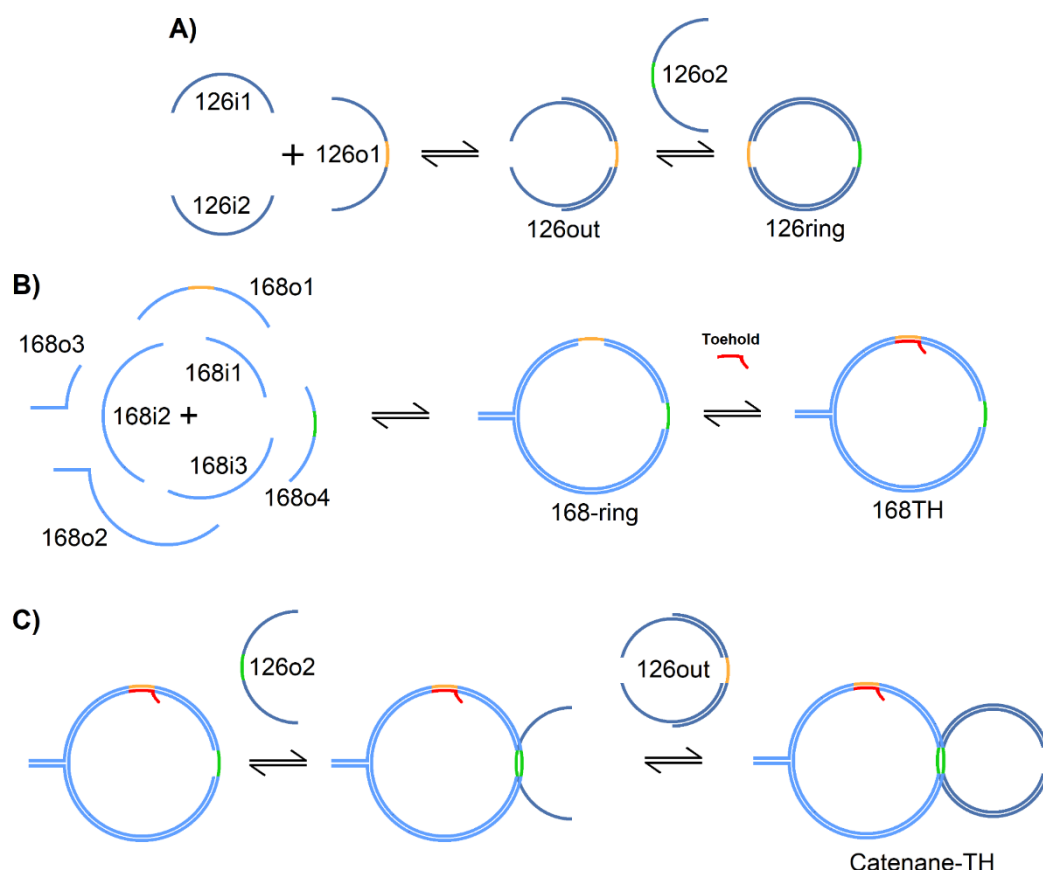 A)
126i1
126i2
+
126o1
126out
126o2
126ring
B)
168o1
168o3
168i1
168i2 +
168i3
168o4
168o2
168-ring
Toehold
168TH
C)
126o2
126out
Catenane-TH